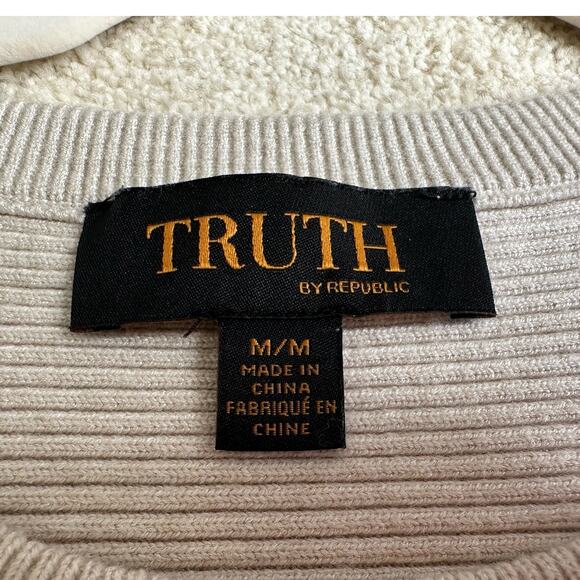 TRUTH
BY REPUBLIC
M/M
MADE IN
CHINA
FABRIQUÉ EN
CHINE